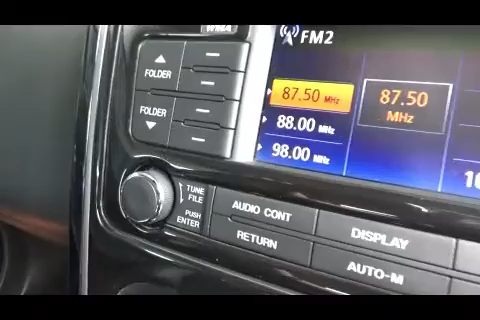 WMA
FM2
FOLDER
FOLDER
87.50 MHz
88.00 MHz
98.00 MHz
87.50
MHz
TUNE
FILE
PUSH
ENTER
AUDIO CONT
DISPLAY
RETURN
AUTO-M